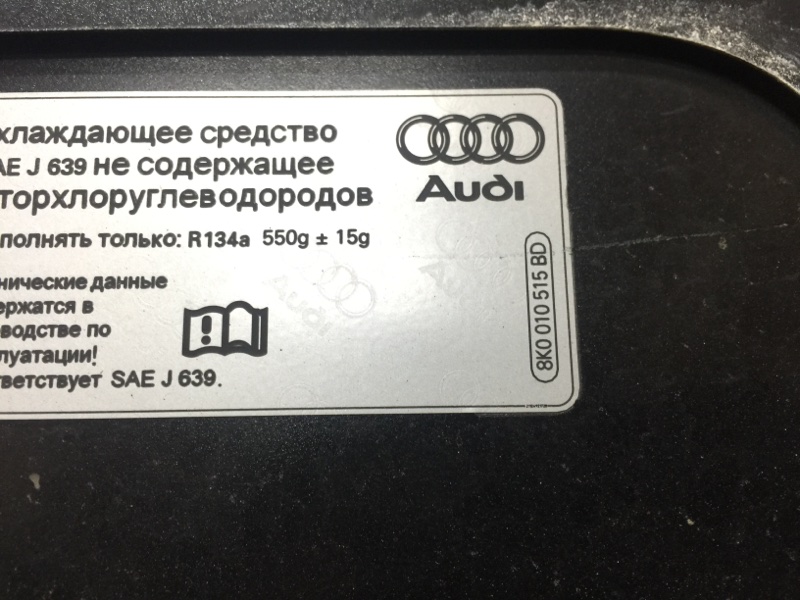 хлаждающее средство
AE J 639 не содержащее
торхлоруглеводородов
полнять только: R134a 550g ± 15g
нические данные
ержатся в
водстве по
луатации!
тветствует SAE J 639.
Audi
8K0 010 515 BD